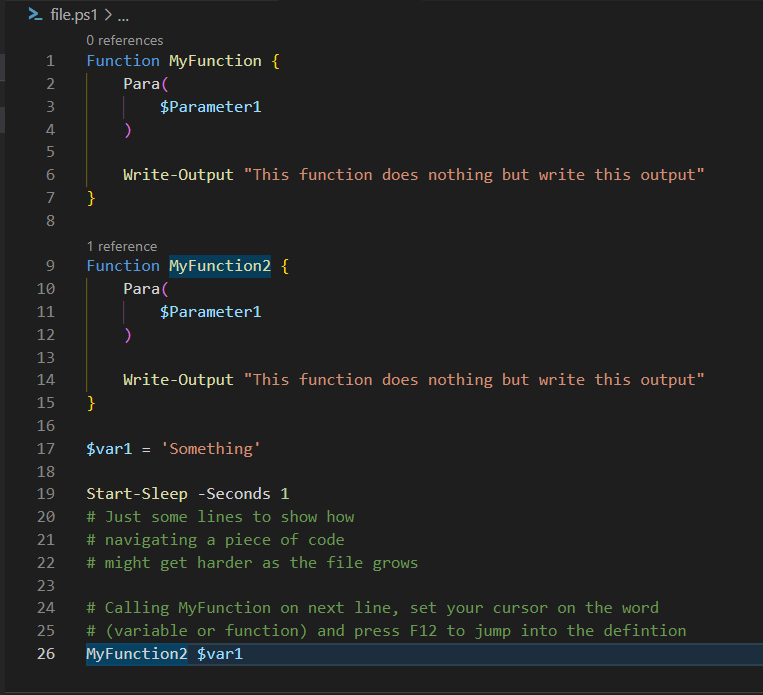 file.ps1 > ...
0 references
1 Function MyFunction {
2 Para(
3 $Parameter1
4 )
5
6 Write-Output "This function does nothing but write this output"
7 }
8
1 reference
9 Function MyFunction2 {
10 Para(
11 $Parameter1
12 )
13
14 Write-Output "This function does nothing but write this output"
15 }
16
17 $var1 = 'Something'
18
19 Start-Sleep -Seconds 1
20 # Just some lines to show how
21 # navigating a piece of code
22 # might get harder as the file grows
23
24 # Calling MyFunction on next line, set your cursor on the word
25 # (variable or function) and press F12 to jump into the defintion
26 MyFunction2 $var1